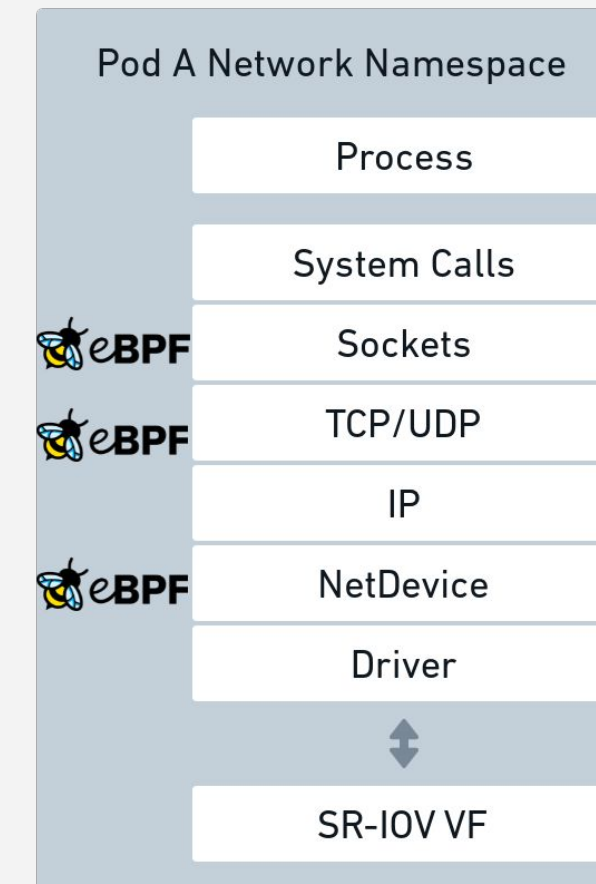 Pod A Network Namespace
Process
System Calls
eBPF
Sockets
eBPF
TCP/UDP
IP
eBPF
NetDevice
Driver
SR-IOV VF